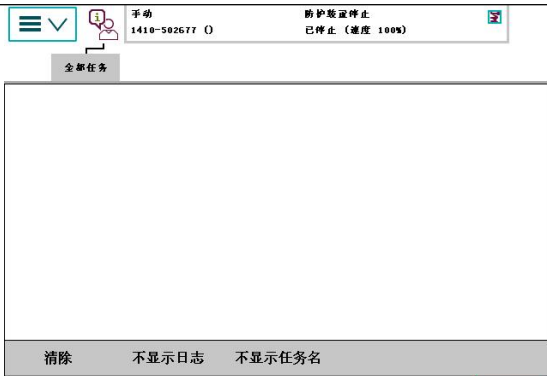 手动
防护装置停止
1410-502677 ()
已停止 (速度 100%)
全部任务
清除
不显示日志
不显示任务名